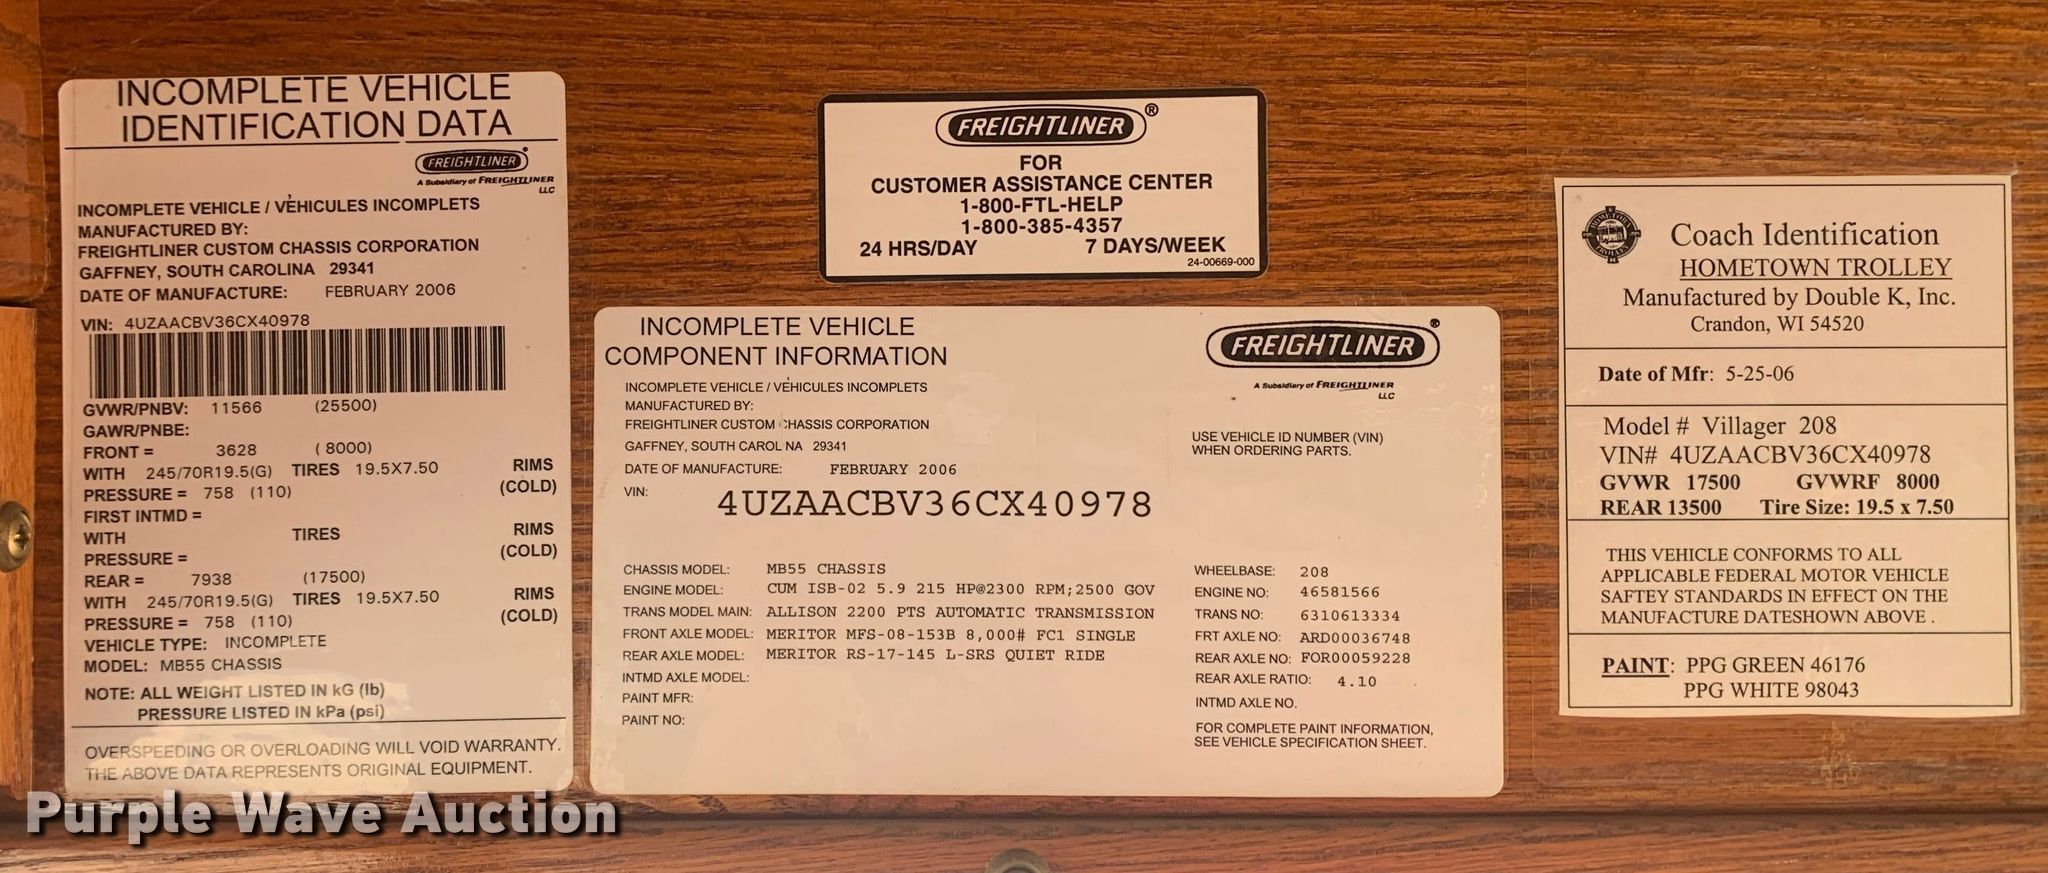 INCOMPLETE VEHICLE
IDENTIFICATION DATA
FREIGHTLINER
A Subsidiary of FREIGHTLINER
LLC
INCOMPLETE VEHICLE / VÉHICULES INCOMPLETS
MANUFACTURED BY:
FREIGHTLINER CUSTOM CHASSIS CORPORATION
GAFFNEY, SOUTH CAROLINA 29341
DATE OF MANUFACTURE: FEBRUARY 2006
VIN: 4UZAACBV36CX40978
GVWR/PNBV: 11566 (25500)
GAWR/PNBE:
FRONT = 3628 ( 8000)
WITH 245/70R19.5(G) TIRES 19.5X7.50 RIMS
PRESSURE = 758 (110) (COLD)
FIRST INTMD =
WITH TIRES RIMS
PRESSURE = (COLD)
REAR = 7938 (17500)
WITH 245/70R19.5(G) TIRES 19.5X7.50 RIMS
PRESSURE = 758 (110) (COLD)
VEHICLE TYPE: INCOMPLETE
MODEL: MB55 CHASSIS
NOTE: ALL WEIGHT LISTED IN kG (lb)
PRESSURE LISTED IN kPa (psi)
OVERSPEEDING OR OVERLOADING WILL VOID WARRANTY.
THE ABOVE DATA REPRESENTS ORIGINAL EQUIPMENT.
FREIGHTLINER®
FOR
CUSTOMER ASSISTANCE CENTER
1-800-FTL-HELP
1-800-385-4357
24 HRS/DAY 7 DAYS/WEEK
24-00669-000
INCOMPLETE VEHICLE
COMPONENT INFORMATION
FREIGHTLINER®
A Subsidiary of FREIGHTLINER
LLC
INCOMPLETE VEHICLE / VÉHICULES INCOMPLETS
MANUFACTURED BY:
FREIGHTLINER CUSTOM CHASSIS CORPORATION
GAFFNEY, SOUTH CAROL NA 29341
DATE OF MANUFACTURE: FEBRUARY 2006
USE VEHICLE ID NUMBER (VIN)
WHEN ORDERING PARTS.
VIN: 4UZAACBV36CX40978
CHASSIS MODEL: MB55 CHASSIS
ENGINE MODEL: CUM ISB-02 5.9 215 HP@2300 RPM;2500 GOV
TRANS MODEL MAIN: ALLISON 2200 PTS AUTOMATIC TRANSMISSION
FRONT AXLE MODEL: MERITOR MFS-08-153B 8,000# FC1 SINGLE
REAR AXLE MODEL: MERITOR RS-17-145 L-SRS QUIET RIDE
INTMD AXLE MODEL:
PAINT MFR:
PAINT NO:
WHEELBASE: 208
ENGINE NO: 46581566
TRANS NO: 6310613334
FRT AXLE NO: ARD00036748
REAR AXLE NO: FOR00059228
REAR AXLE RATIO: 4.10
INTMD AXLE NO.
FOR COMPLETE PAINT INFORMATION,
SEE VEHICLE SPECIFICATION SHEET.
Coach Identification
HOMETOWN TROLLEY
Manufactured by Double K, Inc.
Crandon, WI 54520
Date of Mfr: 5-25-06
Model # Villager 208
VIN# 4UZAACBV36CX40978
GVWR 17500 GVWRF 8000
REAR 13500 Tire Size: 19.5 x 7.50
THIS VEHICLE CONFORMS TO ALL
APPLICABLE FEDERAL MOTOR VEHICLE
SAFTEY STANDARDS IN EFFECT ON THE
MANUFACTURE DATESHOWN ABOVE .
PAINT: PPG GREEN 46176
PPG WHITE 98043
Purple Wave Auction